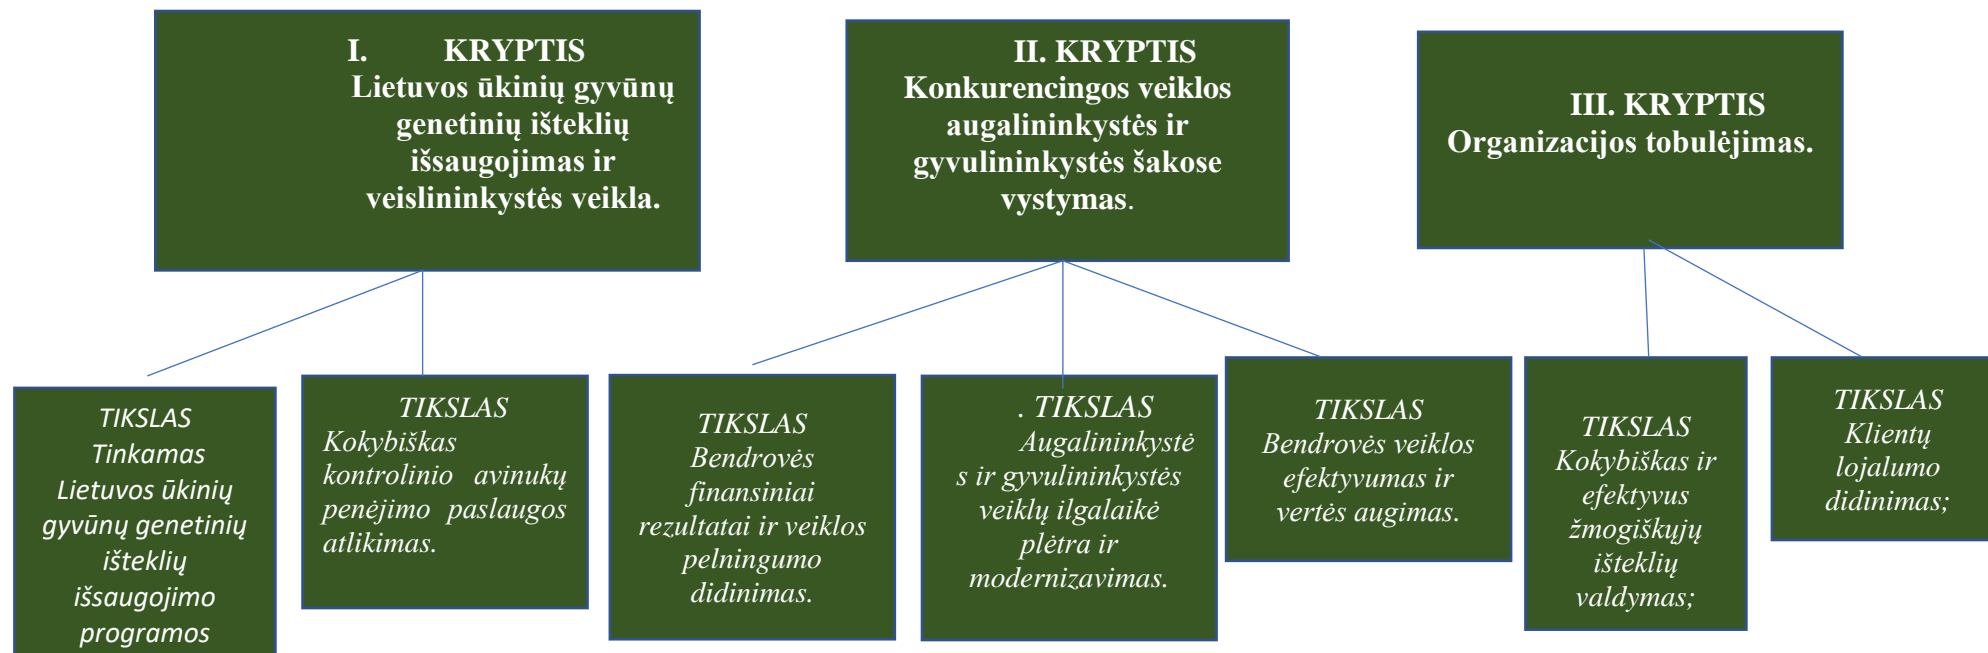 I. KRYPTIS
Lietuvos ūkinių gyvūnų
genetinių išteklių
išsaugojimas ir
veislininkystės veikla.
II. KRYPTIS
Konkurencingos veiklos
augalininkystės ir
gyvulininkystės šakose
vystymas.
III. KRYPTIS
Organizacijos tobulėjimas.
TIKSLAS
Tinkamas
Lietuvos ūkinių
gyvūnų genetinių
išteklių
išsaugojimo
programos
TIKSLAS
Kokybiškas
kontrolinio avinukų
penėjimo paslaugos
atlikimas.
TIKSLAS
Bendrovės
finansiniai
rezultatai ir veiklos
pelningumo
didinimas.
. TIKSLAS
Augalininkystė
s ir gyvulininkystės
veiklų ilgalaikė
plėtra ir
modernizavimas.
TIKSLAS
Bendrovės veiklos
efektyvumas ir
vertės augimas.
TIKSLAS
Kokybiškas ir
efektyvus
žmogiškųjų
išteklių
valdymas;
TIKSLAS
Klientų
lojalumo
didinimas;